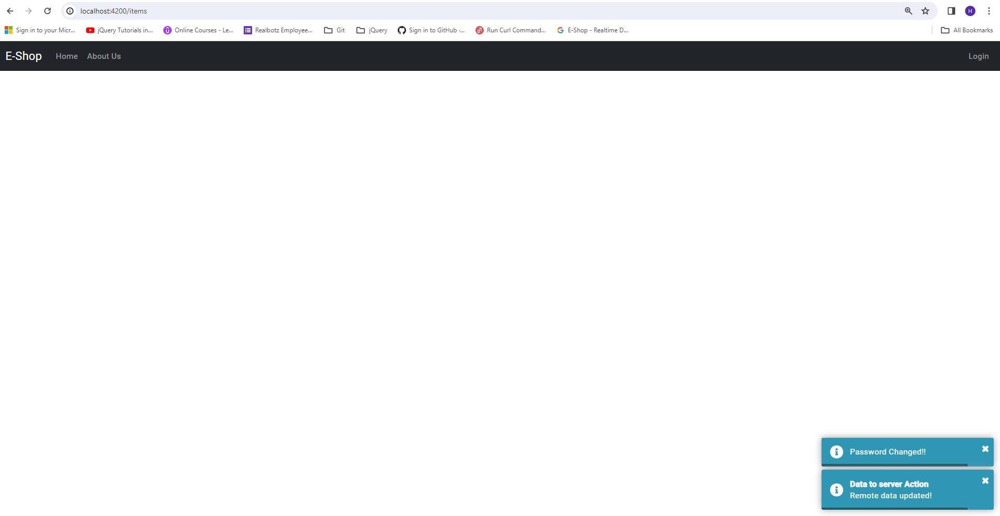 localhost:4200/items
H
Sign in to your Micr... jQuery Tutorials in... Online Courses - Le... Realbotz Employee... Git jQuery Sign in to GitHub ·... Run Curl Command... E-Shop - Realtime D... All Bookmarks
E-Shop Home About Us Login
Password Changed!!
Data to server Action
Remote data updated!